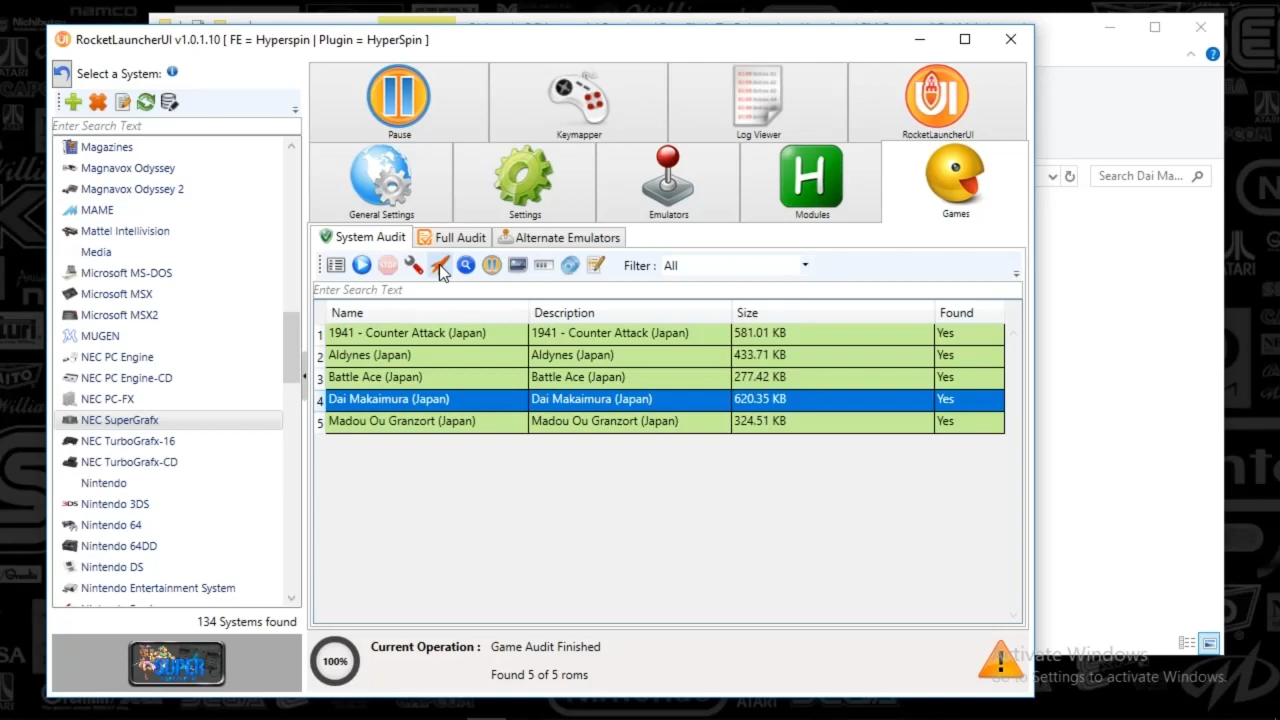 RocketLauncherUI v1.0.1.10 [ FE = Hyperspin | Plugin = HyperSpin ]
Select a System:
Enter Search Text
Magazines
Magnavox Odyssey
Magnavox Odyssey 2
MAME
Mattel Intellivision
Media
Microsoft MS-DOS
Microsoft MSX
Microsoft MSX2
MUGEN
NEC PC Engine
NEC PC Engine-CD
NEC PC-FX
NEC SuperGrafx
NEC TurboGrafx-16
NEC TurboGrafx-CD
Nintendo
Nintendo 3DS
Nintendo 64
Nintendo 64DD
Nintendo DS
Nintendo Entertainment System
134 Systems found
SUPER
Pause
Keymapper
Log Viewer
RocketLauncherUI
General Settings
Settings
Emulators
H
Modules
Games
System Audit
Full Audit
Alternate Emulators
STOP
Filter : All
Enter Search Text
Name Description Size Found
1 1941 - Counter Attack (Japan) 1941 - Counter Attack (Japan) 581.01 KB Yes
2 Aldynes (Japan) Aldynes (Japan) 433.71 KB Yes
3 Battle Ace (Japan) Battle Ace (Japan) 277.42 KB Yes
4 Dai Makaimura (Japan) Dai Makaimura (Japan) 620.35 KB Yes
5 Madou Ou Granzort (Japan) Madou Ou Granzort (Japan) 324.51 KB Yes
100%
Current Operation : Game Audit Finished
Found 5 of 5 roms
Search Dai Ma...
Activate Windows
Go to Settings to activate Windows.